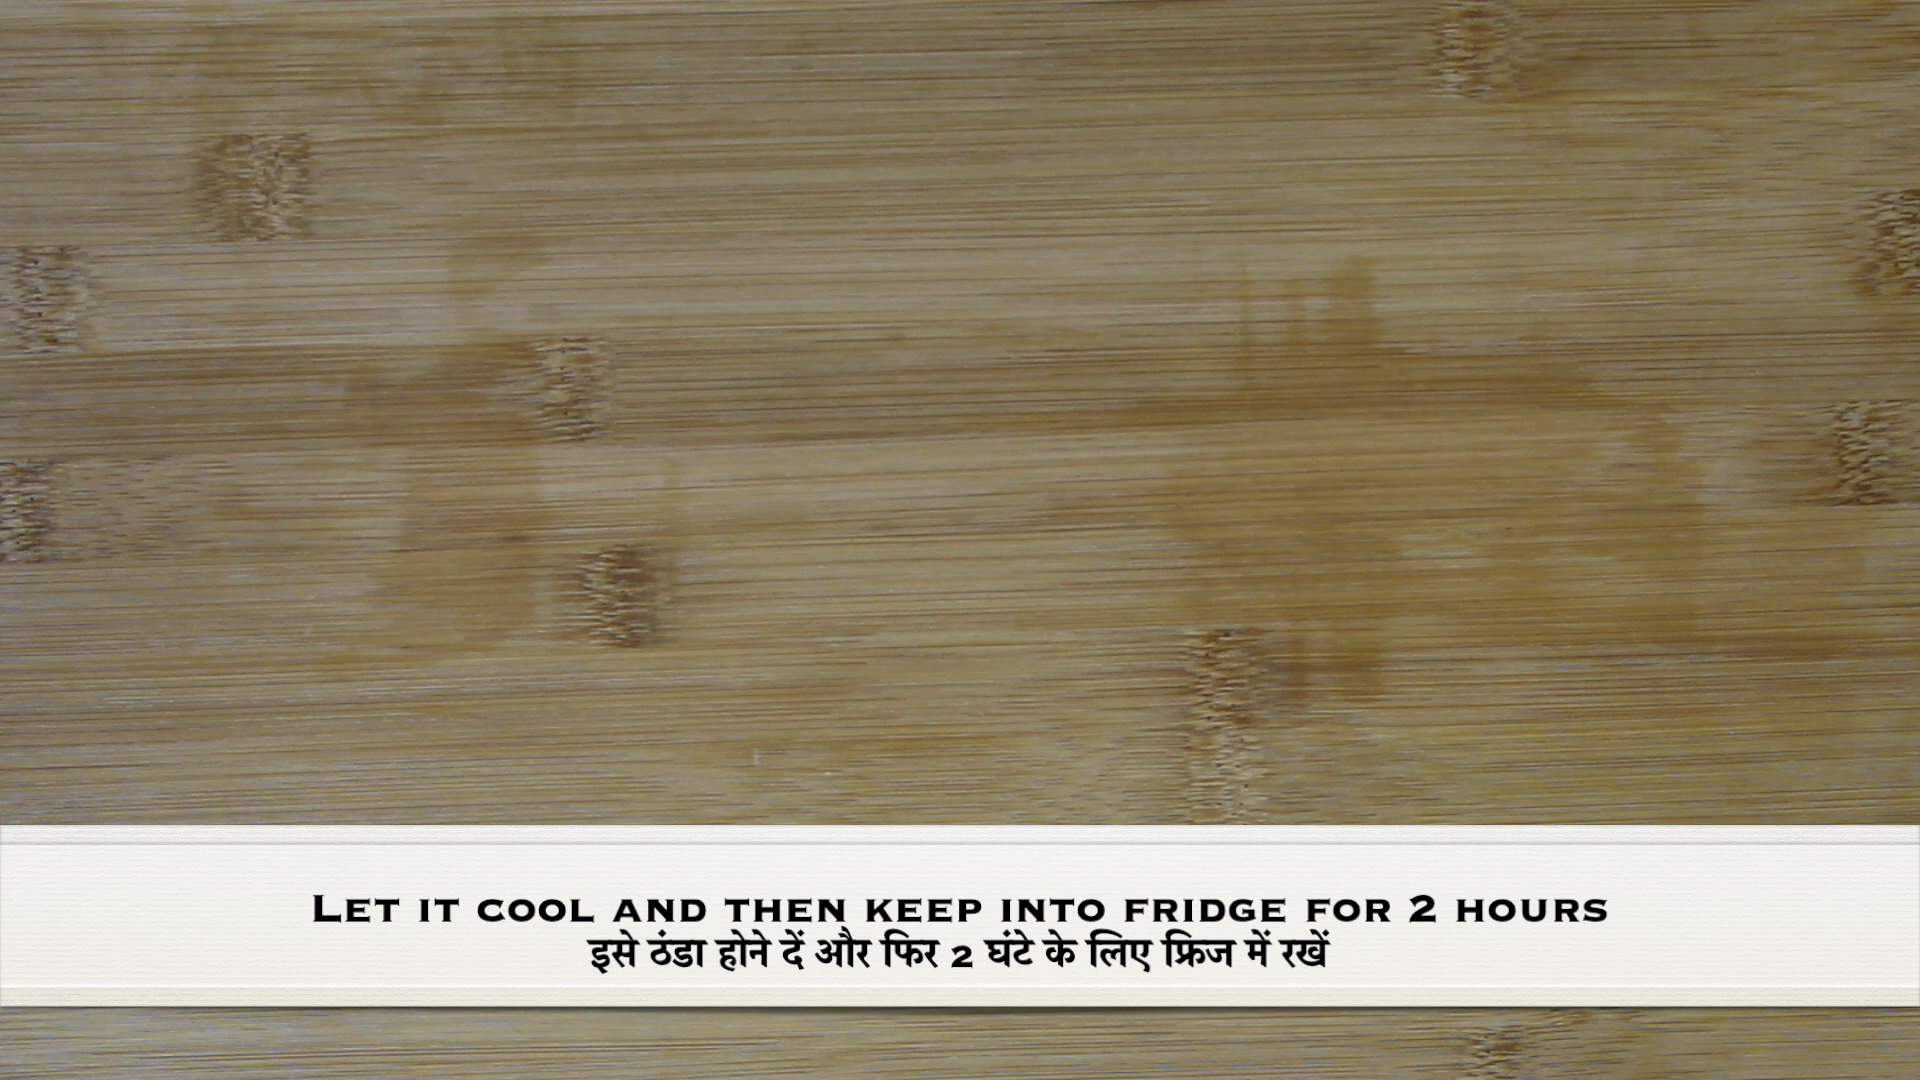 Let it cool and then keep into fridge for 2 hours
इसे ठंडा होने दें और फिर 2 घंटे के लिए फ्रिज में रखें